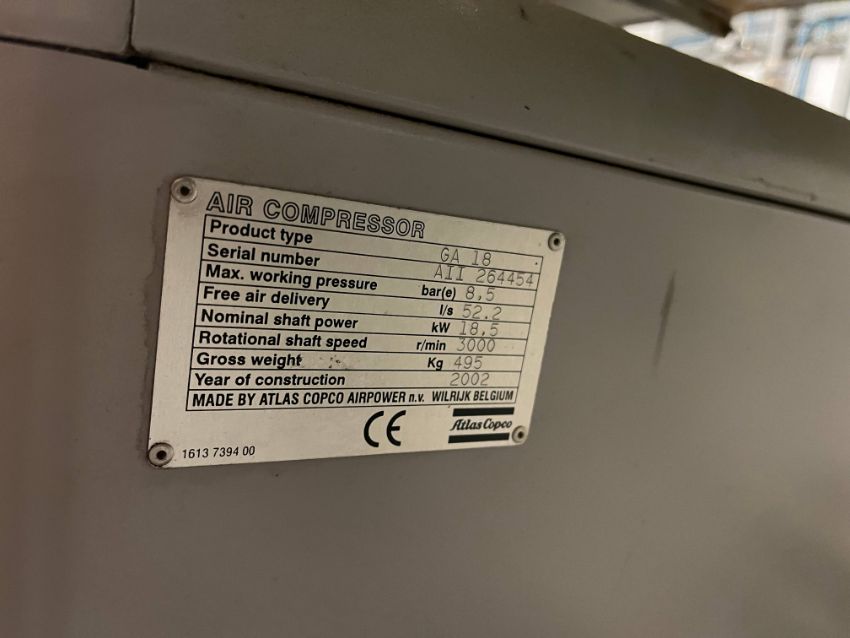 AIR COMPRESSOR
Product type GA 18
Serial number AII 264454
Max. working pressure bar(e) 8,5
Free air delivery l/s 52.2
Nominal shaft power kW 18,5
Rotational shaft speed r/min 3000
Gross weight Kg 495
Year of construction 2002
MADE BY ATLAS COPCO AIRPOWER n.v. WILRIJK BELGIUM
CE
Atlas Copco
1613 7394 00